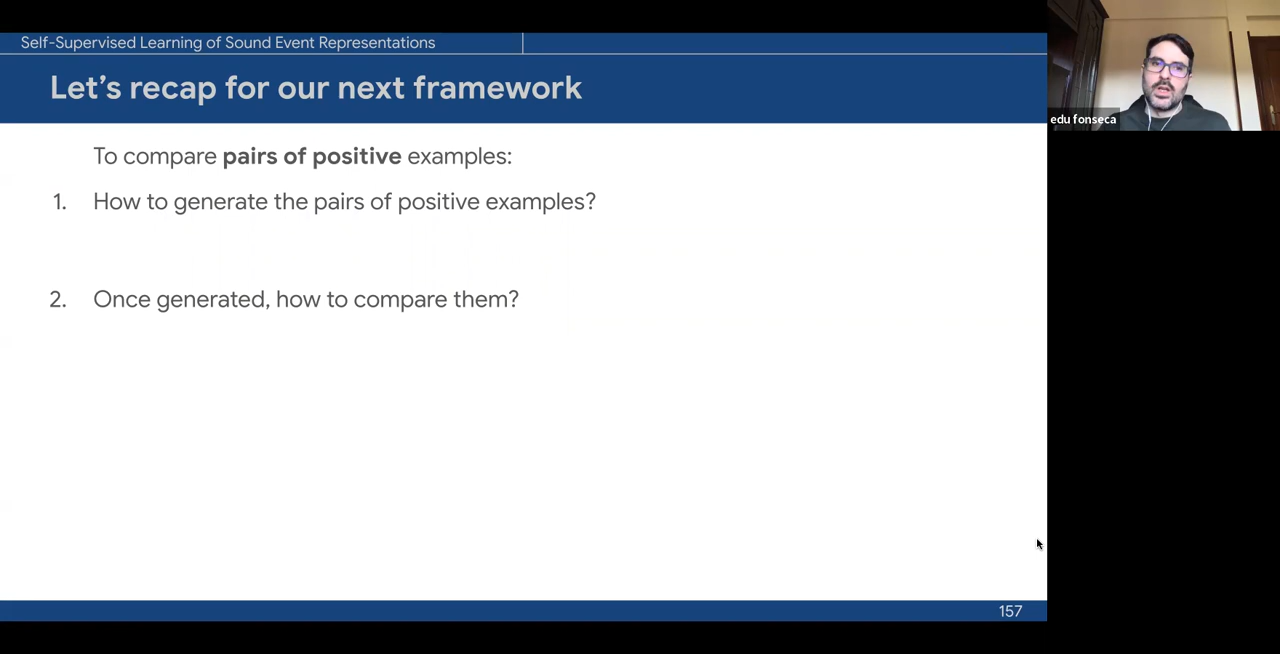 Self-Supervised Learning of Sound Event Representations
Let's recap for our next framework
To compare pairs of positive examples:
1. How to generate the pairs of positive examples?
2. Once generated, how to compare them?
157
edu fonseca